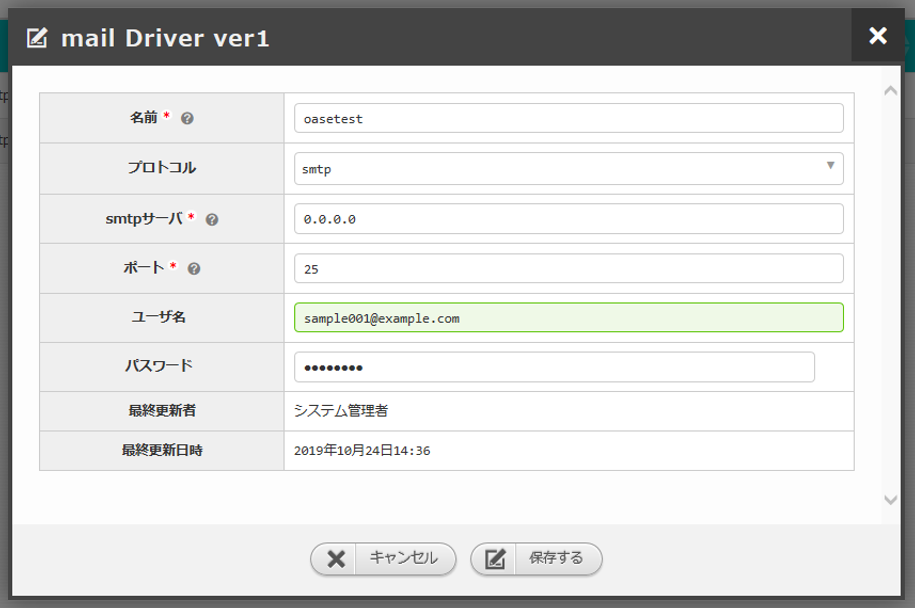 mail Driver ver1
名前 *
oasetest
プロトコル
smtp
smtpサーバ *
0.0.0.0
ポート *
25
ユーザ名
sample001@example.com
パスワード
••••••••
最終更新者
システム管理者
最終更新日時
2019年10月24日14:36
キャンセル
保存する